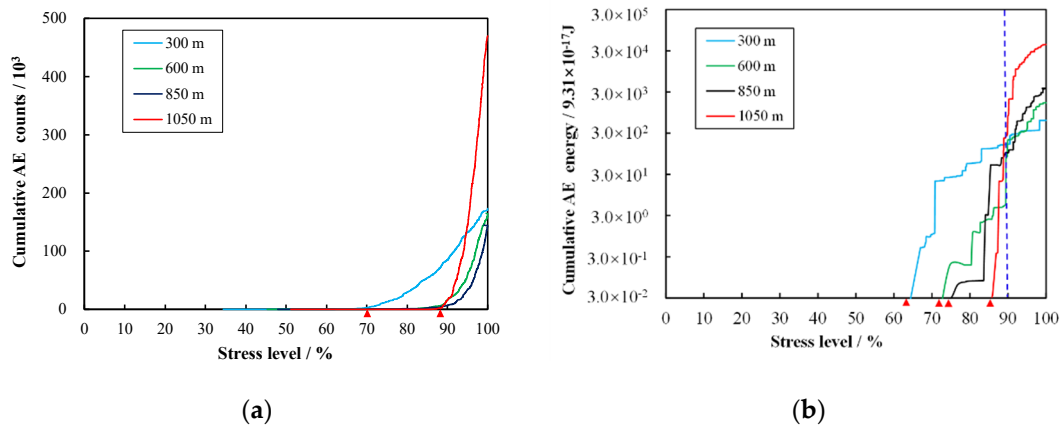 500
400
300
200
100
0
Cumulative AE counts / 10³
300 m
600 m
850 m
1050 m
0 10 20 30 40 50 60 70 80 90 100
Stress level / %
(a)
3.0×10⁵
3.0×10⁴
3.0×10³
3.0×10²
3.0×10¹
3.0×10⁰
3.0×10⁻¹
3.0×10⁻²
Cumulative AE energy / 9.31×10⁻¹⁷J
300 m
600 m
850 m
1050 m
0 10 20 30 40 50 60 70 80 90 100
Stress level / %
(b)